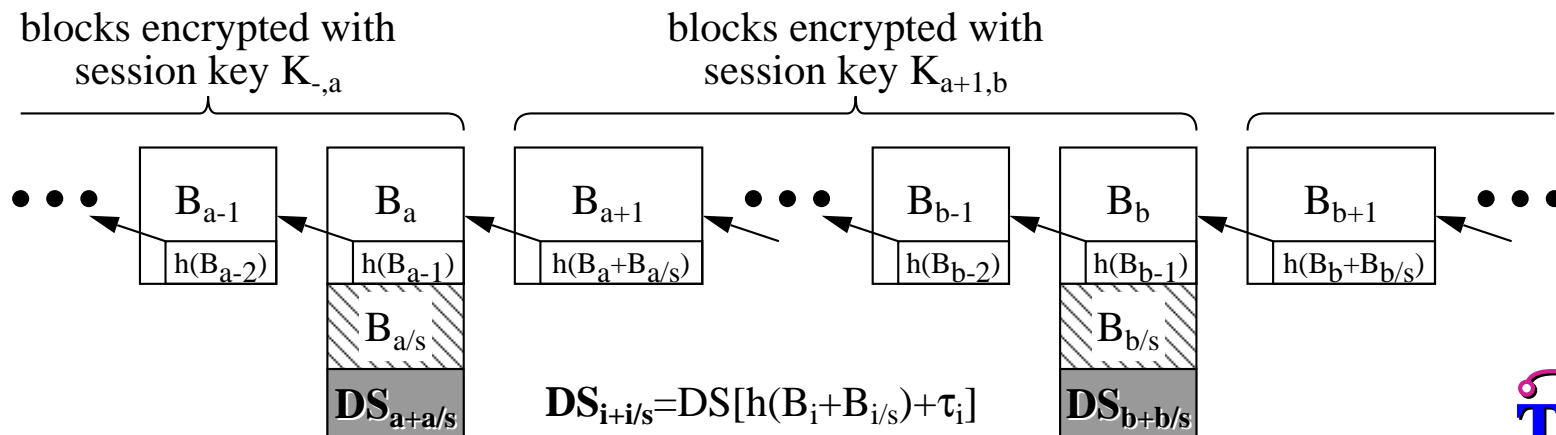 blocks encrypted with
session key K-,a
blocks encrypted with
session key Ka+1,b
••• Ba-1 Ba Ba+1 ••• Bb-1 Bb Bb+1 •••
h(Ba-2) h(Ba-1) h(Ba+Ba/s) h(Bb-2) h(Bb-1) h(Bb+Bb/s)
Ba/s Bb/s
DSa+a/s DSi+i/s=DS[h(Bi+Bi/s)+τi] DSb+b/s
T